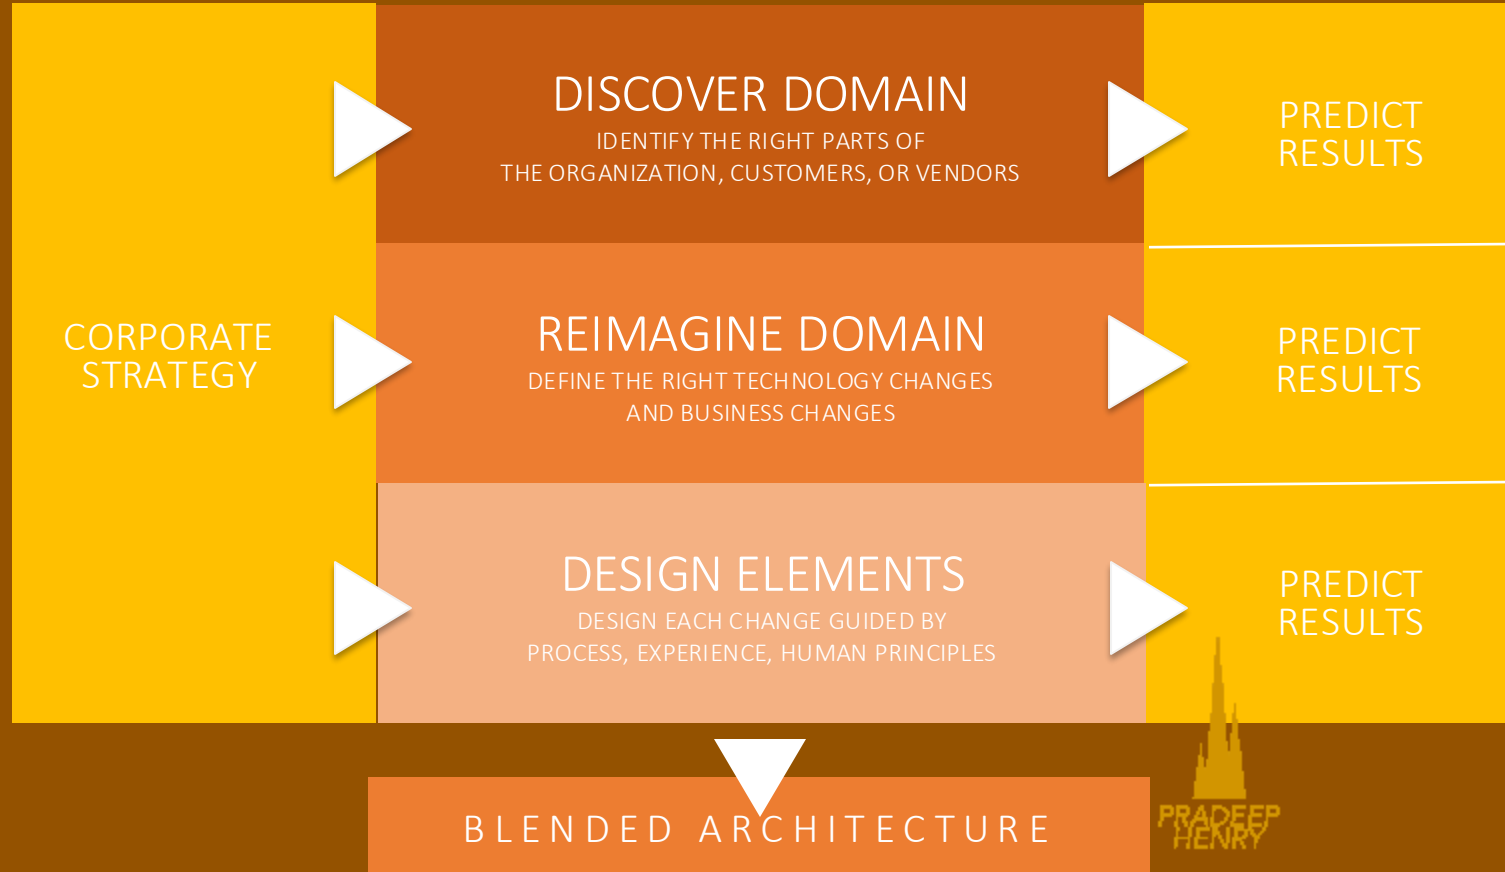 CORPORATE
STRATEGY
DISCOVER DOMAIN
IDENTIFY THE RIGHT PARTS OF
THE ORGANIZATION, CUSTOMERS, OR VENDORS
PREDICT
RESULTS
REIMAGINE DOMAIN
DEFINE THE RIGHT TECHNOLOGY CHANGES
AND BUSINESS CHANGES
PREDICT
RESULTS
DESIGN ELEMENTS
DESIGN EACH CHANGE GUIDED BY
PROCESS, EXPERIENCE, HUMAN PRINCIPLES
PREDICT
RESULTS
BLENDED ARCHITECTURE
PRADEEP
HENRY